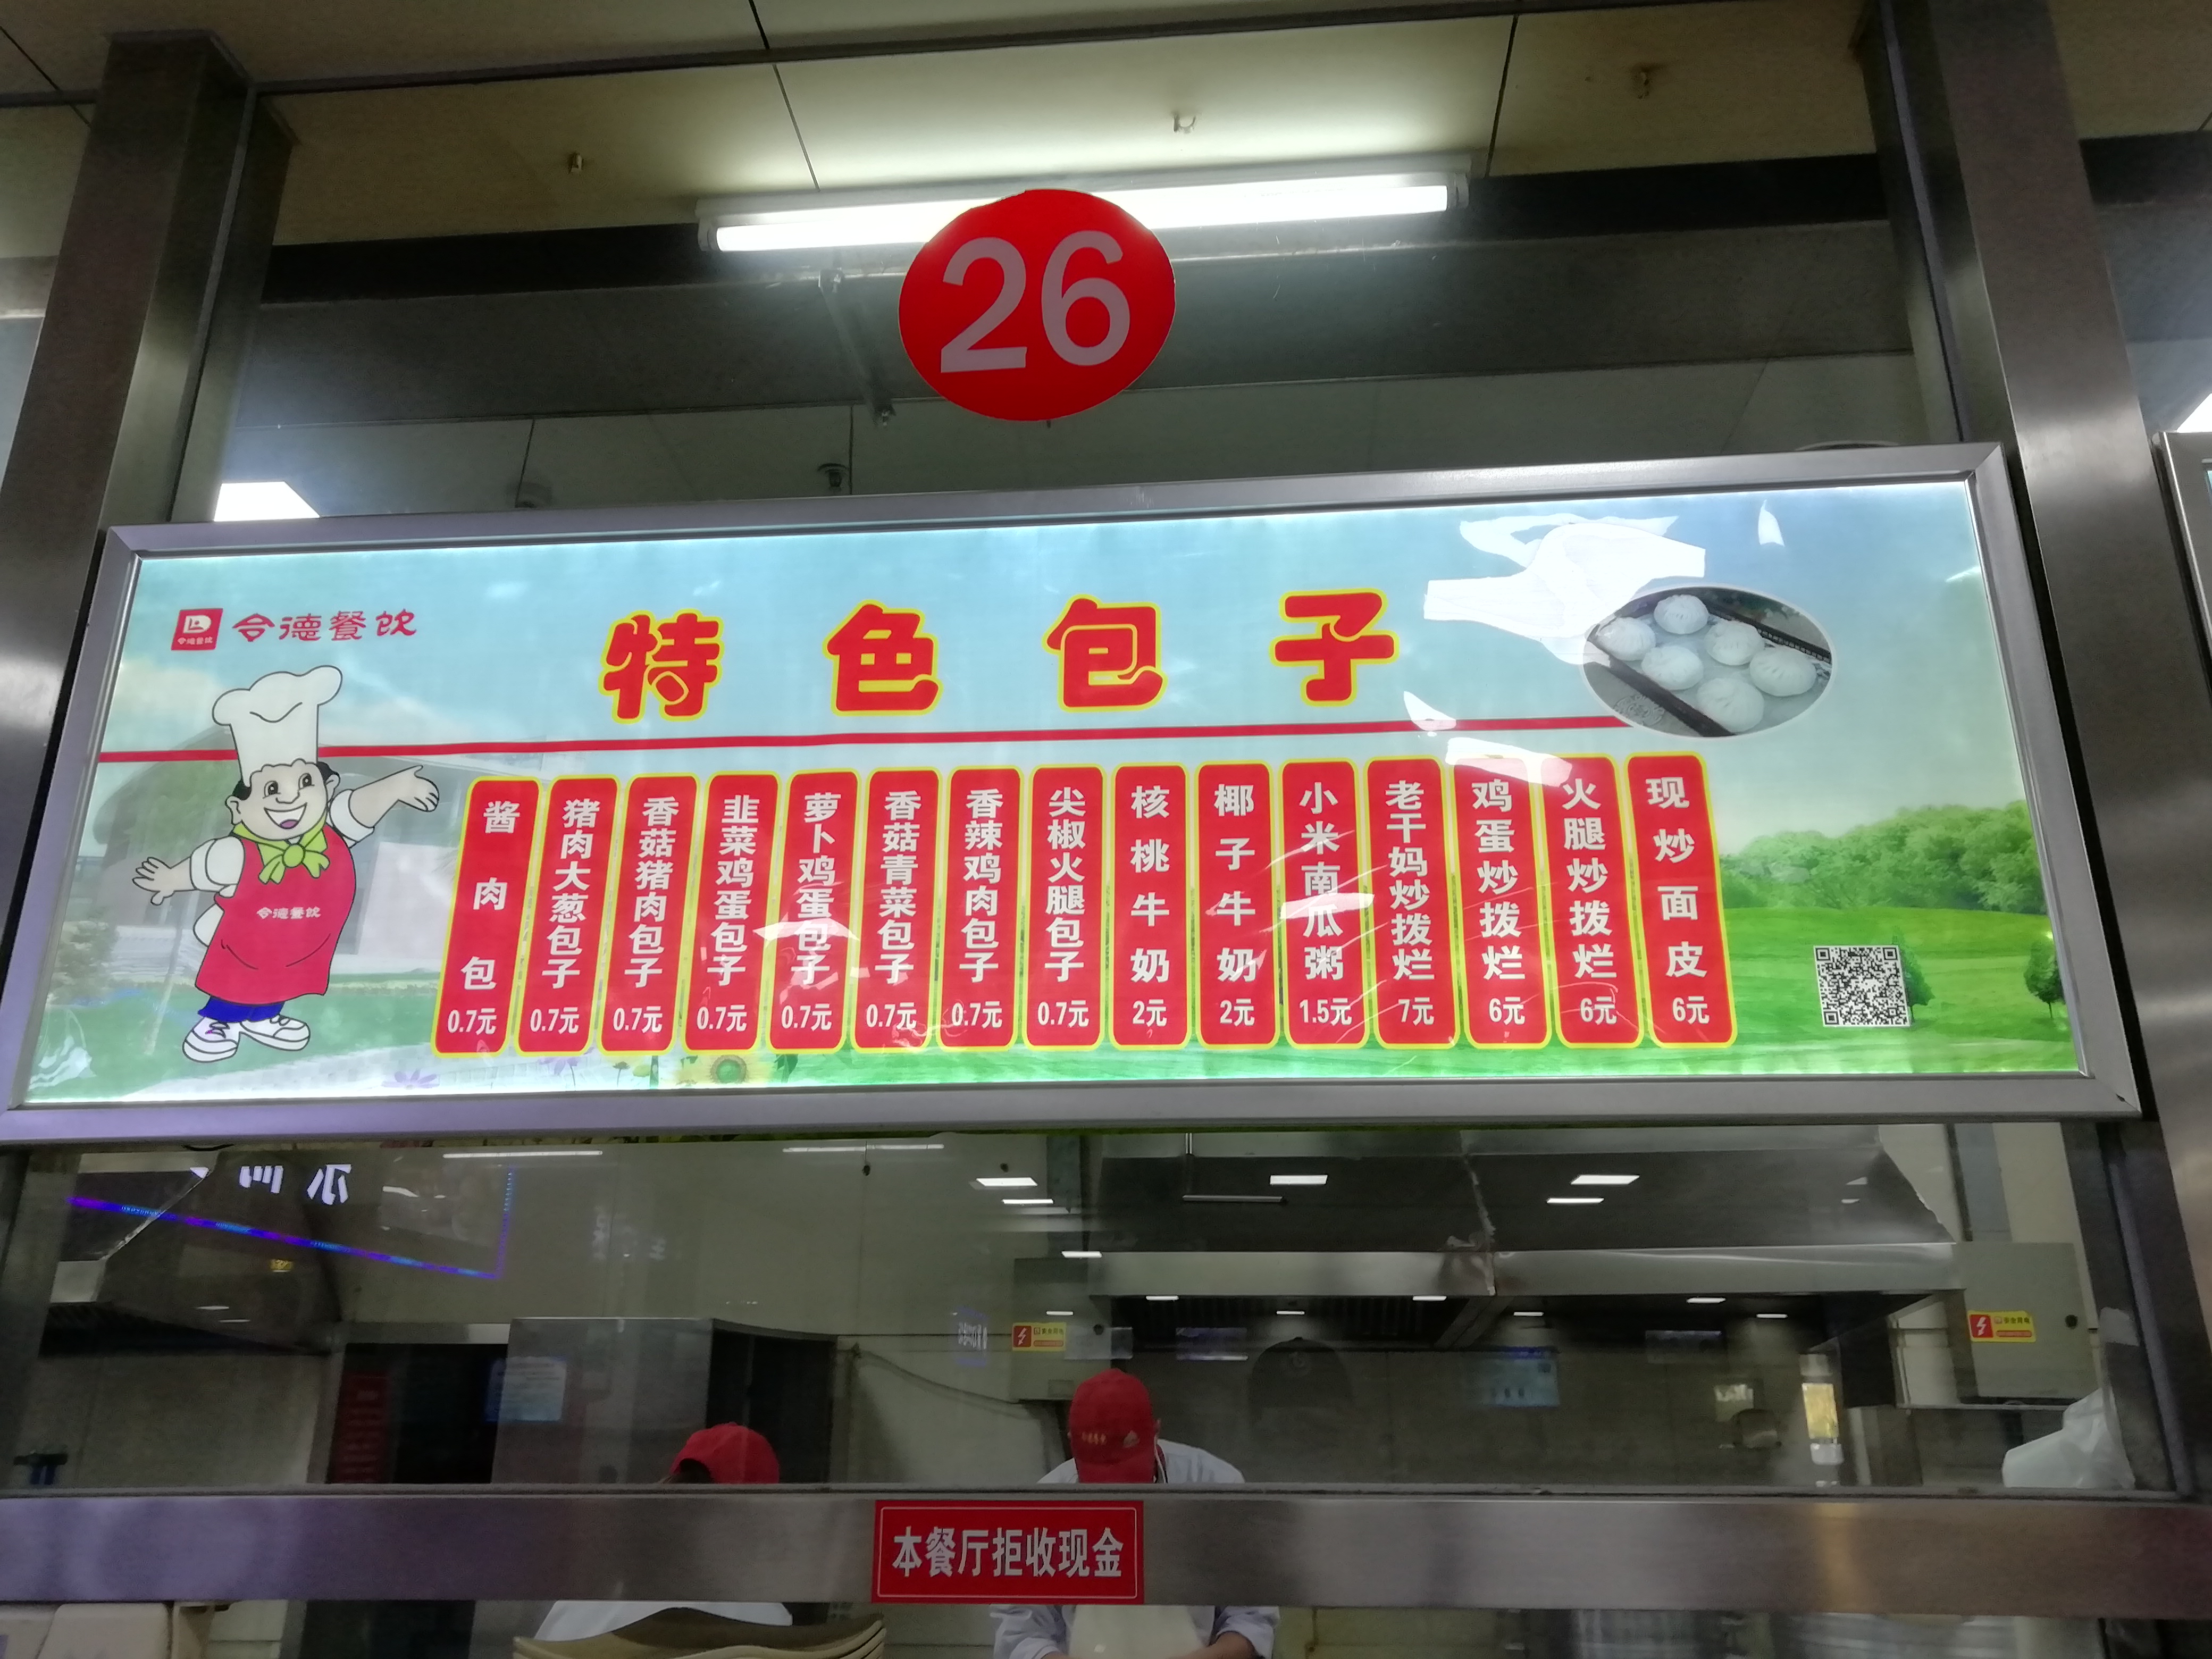 26
令德餐饮
特色包子
酱肉包 0.7元
猪肉大葱包子 0.7元
香菇猪肉包子 0.7元
韭菜鸡蛋包子 0.7元
萝卜鸡蛋包子 0.7元
香菇青菜包子 0.7元
香辣鸡肉包子 0.7元
尖椒火腿包子 0.7元
核桃牛奶 2元
椰子牛奶 2元
小米南瓜粥 1.5元
老干妈炒拨烂 7元
鸡蛋炒拨烂 6元
火腿炒拨烂 6元
现炒面皮 6元
令德餐饮
本餐厅拒收现金